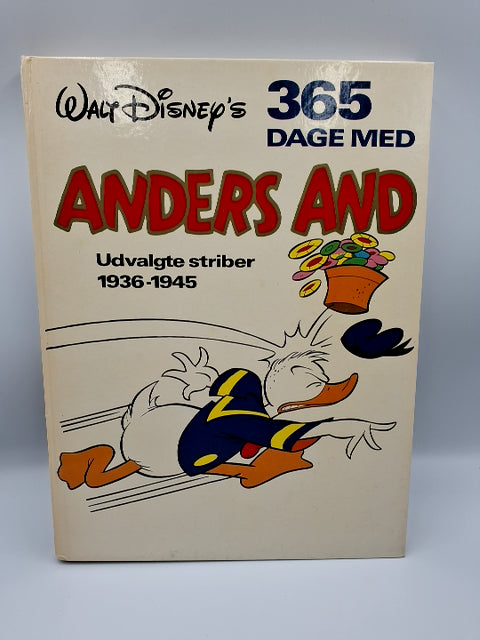 WALT DISNEY'S
365
DAGE MED
ANDERS AND
Udvalgte striber
1936-1945